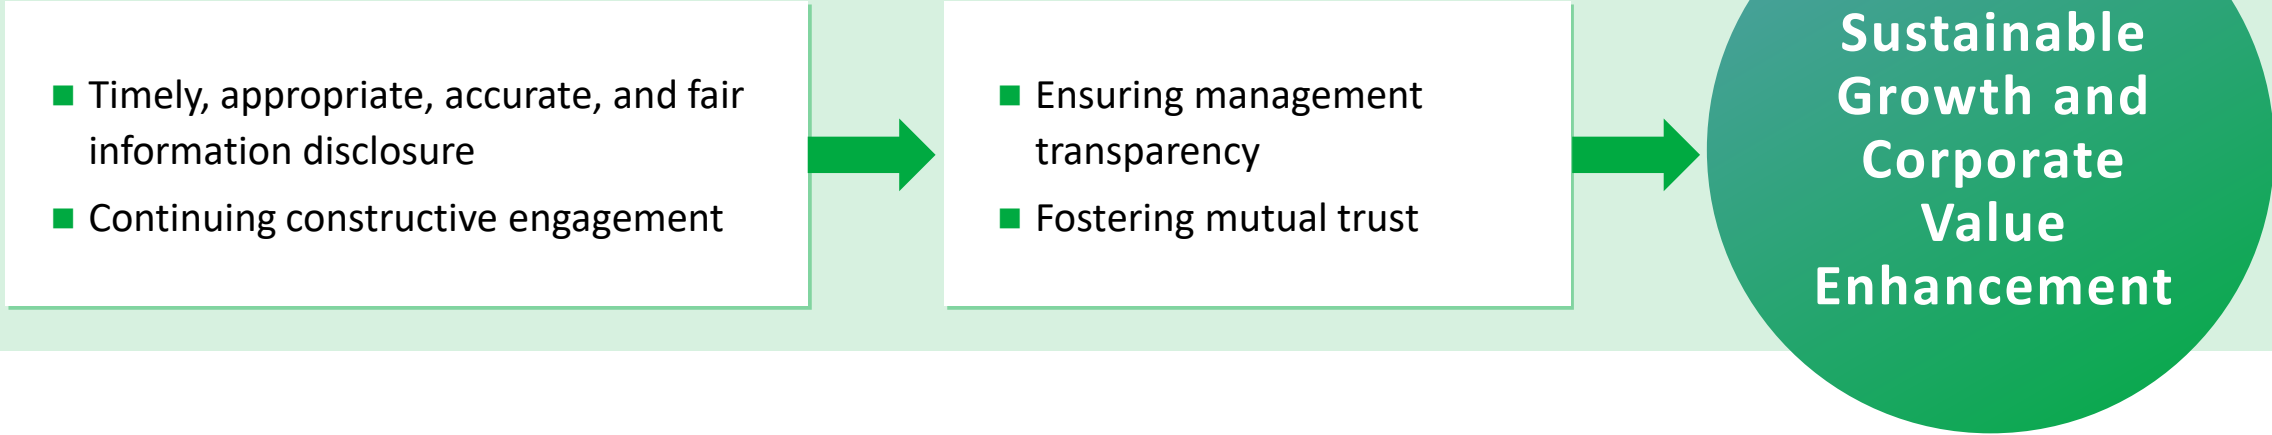 ■ Timely, appropriate, accurate, and fair
information disclosure
■ Continuing constructive engagement
■ Ensuring management
transparency
■ Fostering mutual trust
Sustainable
Growth and
Corporate
Value
Enhancement